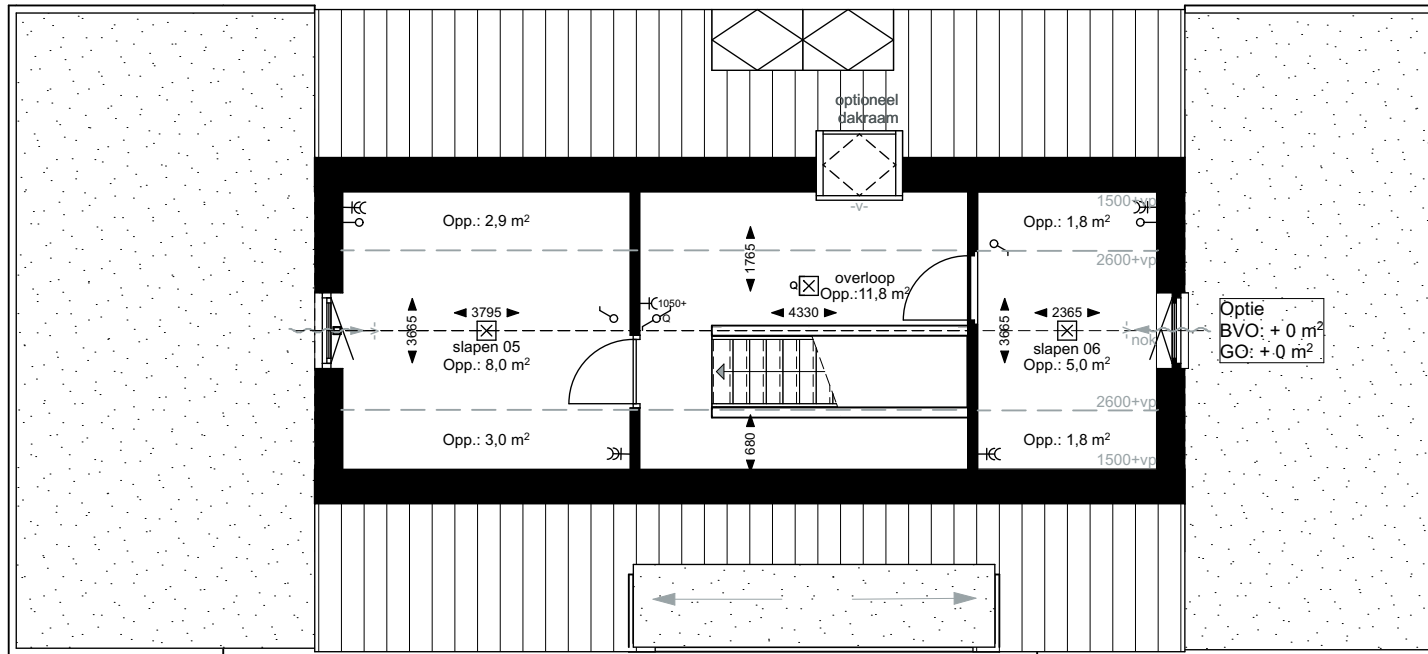 optioneel
dakraam
-v-
1500+vp
Opp.: 2,9 m²
Opp.: 1,8 m²
2600+vp
1765
overloop
Opp.:11,8 m²
1050+
3795
4330
2365
3665
3665
slapen 05
Opp.: 8,0 m²
slapen 06
Opp.: 5,0 m²
nok
Optie
BVO: + 0 m²
GO: + 0 m²
2600+vp
Opp.: 3,0 m²
680
Opp.: 1,8 m²
1500+vp